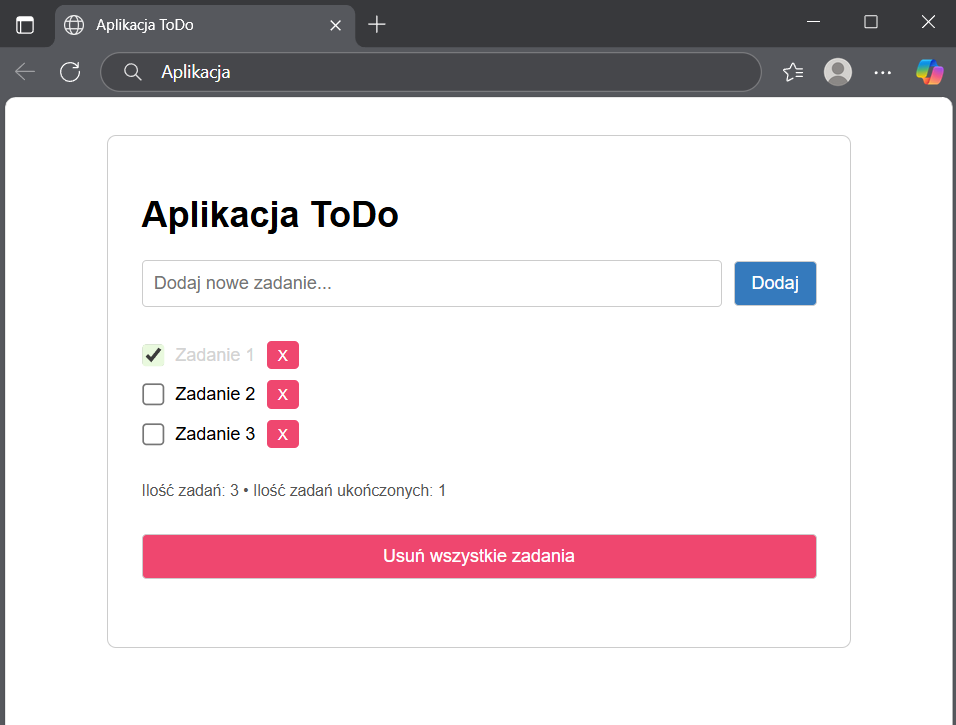 Aplikacja ToDo
Aplikacja
Aplikacja ToDo
Dodaj nowe zadanie...
Dodaj
Zadanie 1 X
Zadanie 2 X
Zadanie 3 X
Ilość zadań: 3 • Ilość zadań ukończonych: 1
Usuń wszystkie zadania